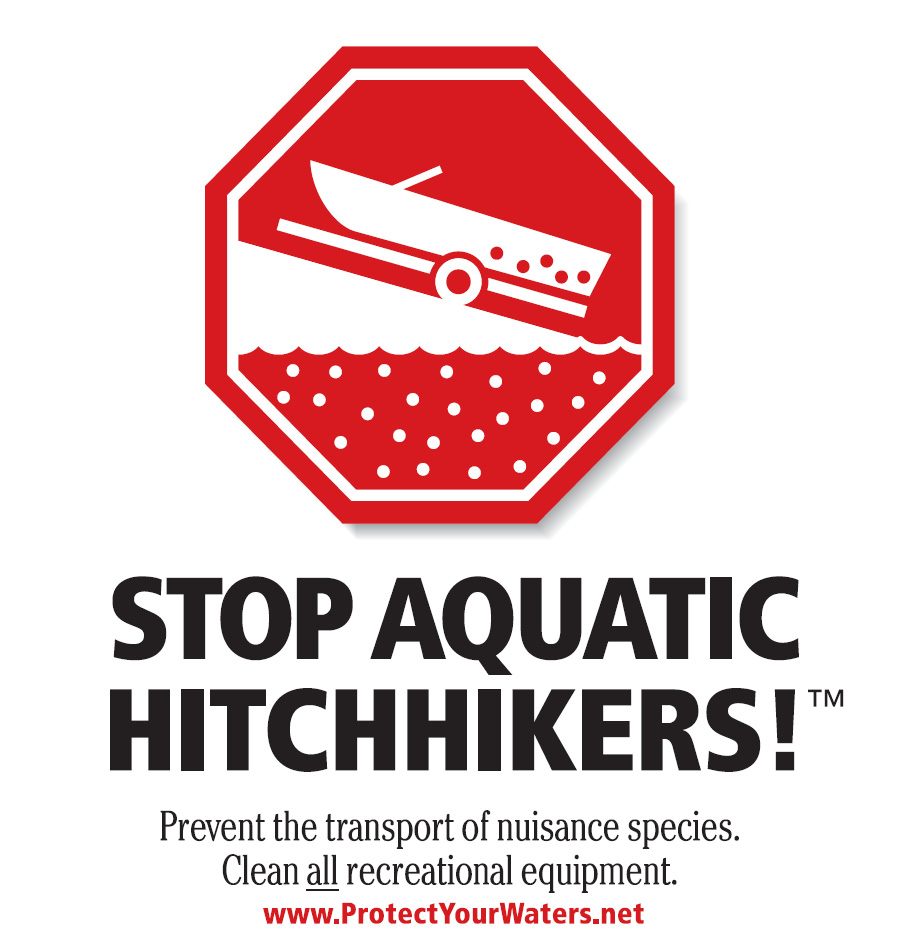 STOP AQUATIC
HITCHHIKERS!™
Prevent the transport of nuisance species.
Clean all recreational equipment.
www.ProtectYourWaters.net